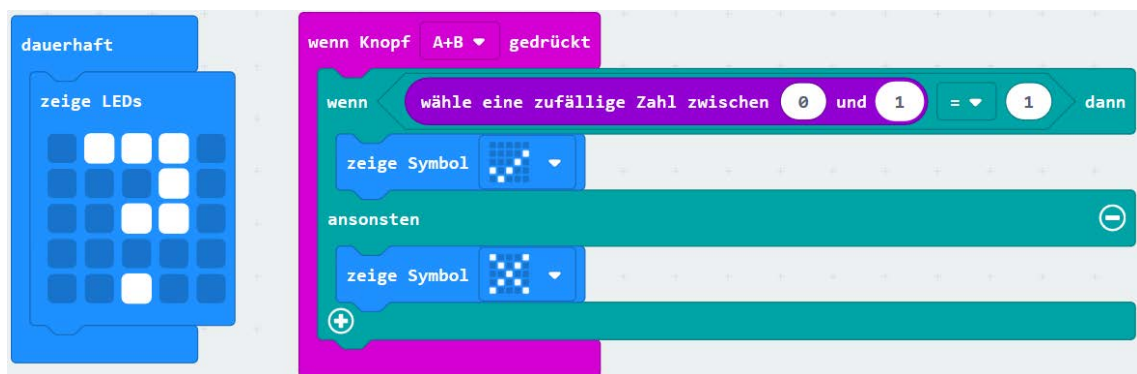 dauerhaft
zeige LEDs
wenn Knopf A+B gedrückt
wenn wähle eine zufällige Zahl zwischen 0 und 1 = 1 dann
zeige Symbol
ansonsten
zeige Symbol